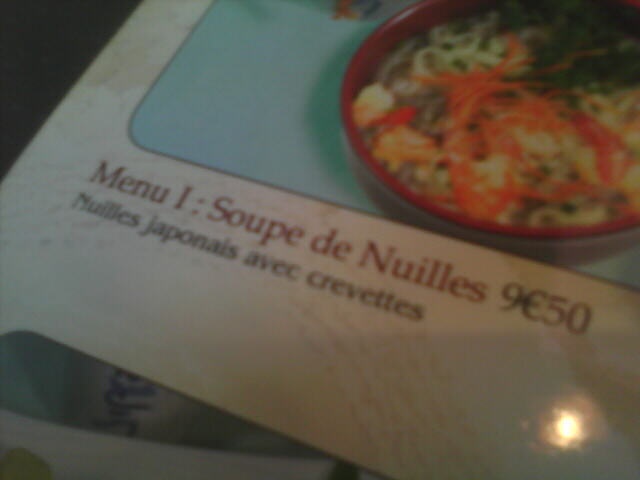 Menu I : Soupe de Nuilles 9€50
Nuilles japonais avec crevettes